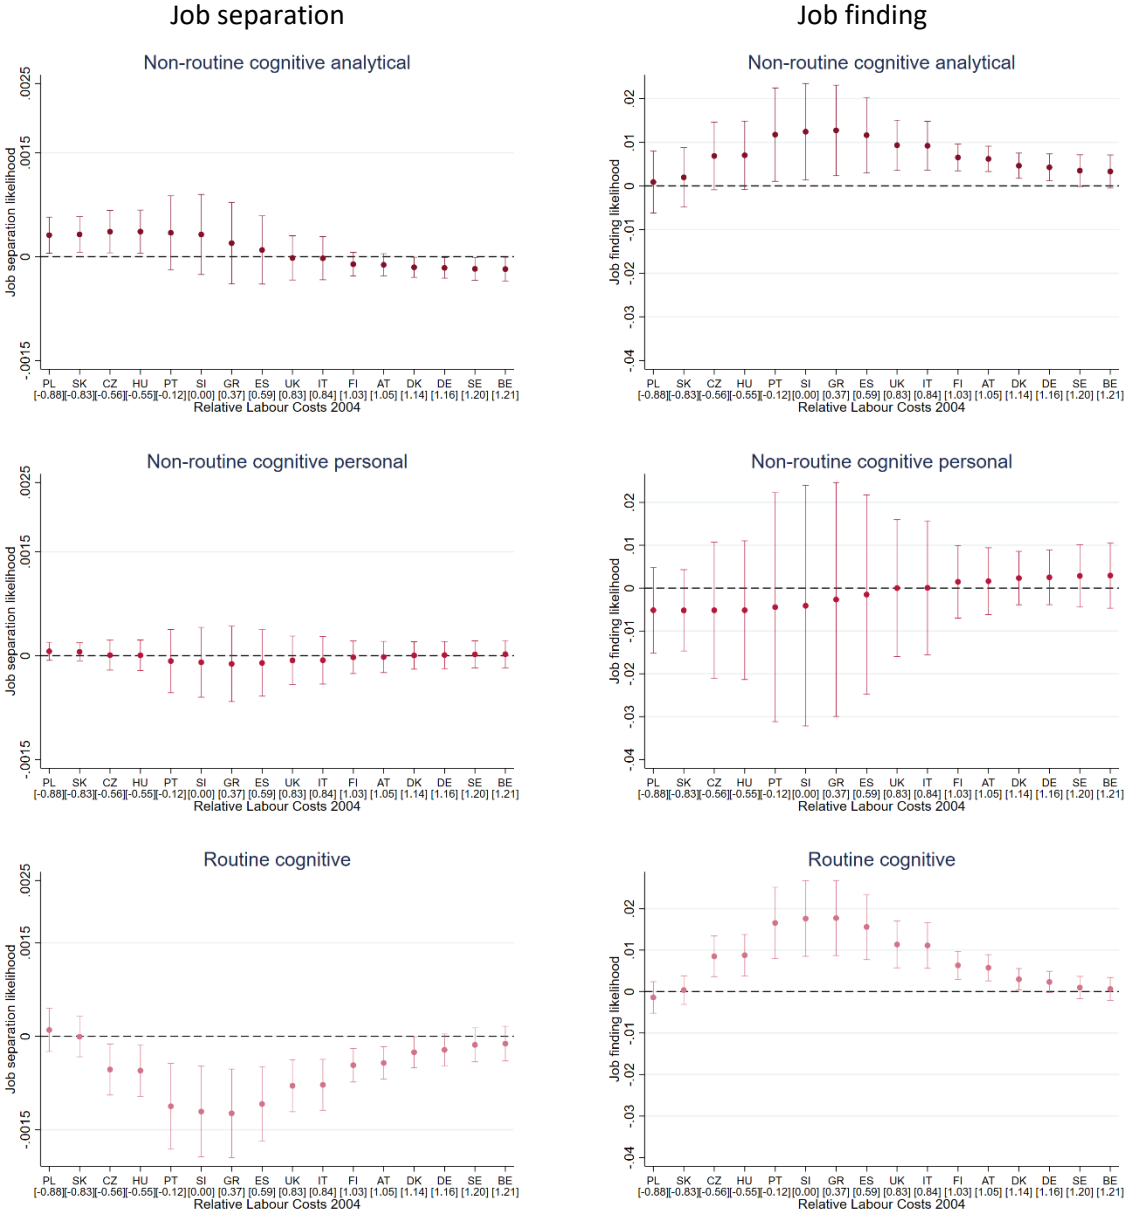 Job separation
Job finding
Non-routine cognitive analytical
Job separation likelihood
.0025
.0015
0
-.0015
PL SK CZ HU PT SI GR ES UK IT FI AT DK DE SE BE
[-0.88][-0.83][-0.56][-0.55][-0.12] [0.00] [0.37] [0.59] [0.83] [0.84] [1.03] [1.05] [1.14] [1.16] [1.20] [1.21]
Relative Labour Costs 2004
Non-routine cognitive analytical
Job finding likelihood
.02
.01
0
-.01
-.02
-.03
-.04
PL SK CZ HU PT SI GR ES UK IT FI AT DK DE SE BE
[-0.88][-0.83][-0.56][-0.55][-0.12] [0.00] [0.37] [0.59] [0.83] [0.84] [1.03] [1.05] [1.14] [1.16] [1.20] [1.21]
Relative Labour Costs 2004
Non-routine cognitive personal
Job separation likelihood
.0025
.0015
0
-.0015
PL SK CZ HU PT SI GR ES UK IT FI AT DK DE SE BE
[-0.88][-0.83][-0.56][-0.55][-0.12] [0.00] [0.37] [0.59] [0.83] [0.84] [1.03] [1.05] [1.14] [1.16] [1.20] [1.21]
Relative Labour Costs 2004
Non-routine cognitive personal
Job finding likelihood
.02
.01
0
-.01
-.02
-.03
-.04
PL SK CZ HU PT SI GR ES UK IT FI AT DK DE SE BE
[-0.88][-0.83][-0.56][-0.55][-0.12] [0.00] [0.37] [0.59] [0.83] [0.84] [1.03] [1.05] [1.14] [1.16] [1.20] [1.21]
Relative Labour Costs 2004
Routine cognitive
Job separation likelihood
.0025
.0015
0
-.0015
PL SK CZ HU PT SI GR ES UK IT FI AT DK DE SE BE
[-0.88][-0.83][-0.56][-0.55][-0.12] [0.00] [0.37] [0.59] [0.83] [0.84] [1.03] [1.05] [1.14] [1.16] [1.20] [1.21]
Relative Labour Costs 2004
Routine cognitive
Job finding likelihood
.02
.01
0
-.01
-.02
-.03
-.04
PL SK CZ HU PT SI GR ES UK IT FI AT DK DE SE BE
[-0.88][-0.83][-0.56][-0.55][-0.12] [0.00] [0.37] [0.59] [0.83] [0.84] [1.03] [1.05] [1.14] [1.16] [1.20] [1.21]
Relative Labour Costs 2004